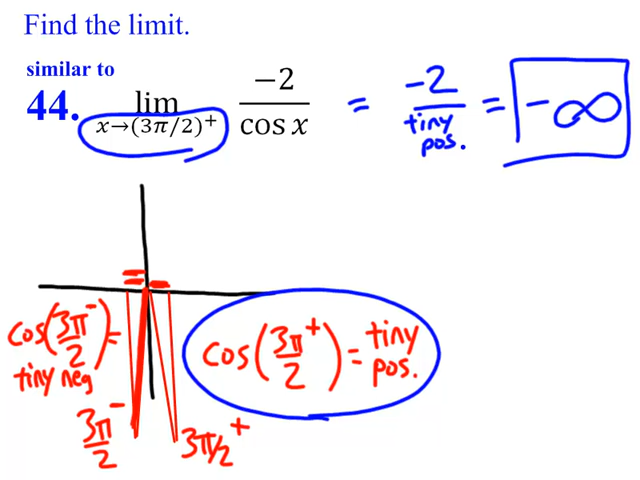 Find the limit.
similar to
44. lim x→(3π/2)⁺ −2/cos x = −2/tiny pos. = −∞
cos(3π⁻/2) = tiny neg
cos(3π⁺/2) = tiny pos.
3π⁻/2
3π/2⁺